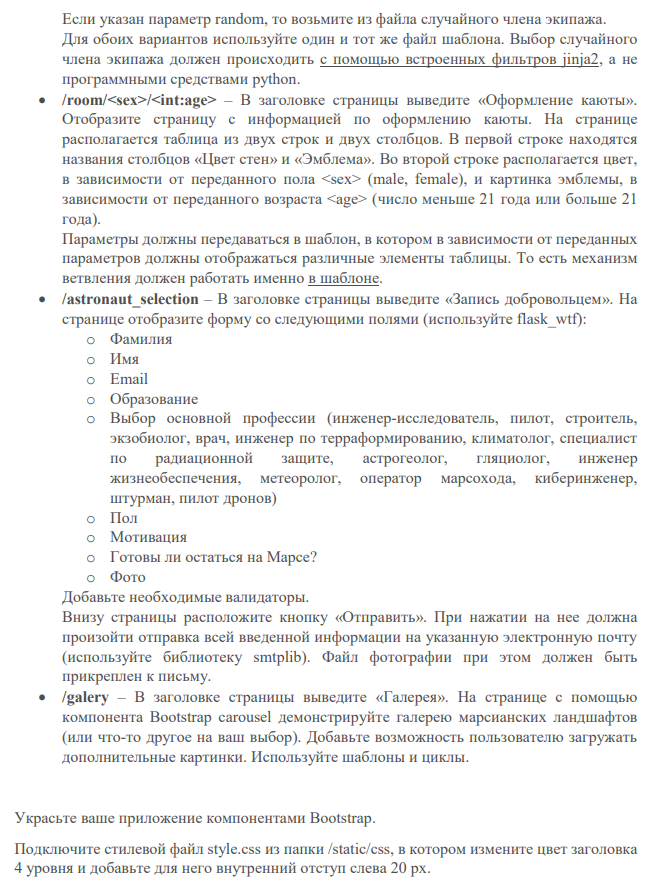 Если указан параметр random, то возьмите из файла случайного члена экипажа.
Для обоих вариантов используйте один и тот же файл шаблона. Выбор случайного
члена экипажа должен происходить с помощью встроенных фильтров jinja2, а не
программными средствами python.
• /room/<sex>/<int:age> – В заголовке страницы выведите «Оформление каюты».
Отобразите страницу с информацией по оформлению каюты. На странице
располагается таблица из двух строк и двух столбцов. В первой строке находятся
названия столбцов «Цвет стен» и «Эмблема». Во второй строке располагается цвет,
в зависимости от переданного пола <sex> (male, female), и картинка эмблемы, в
зависимости от переданного возраста <age> (число меньше 21 года или больше 21
года).
Параметры должны передаваться в шаблон, в котором в зависимости от переданных
параметров должны отображаться различные элементы таблицы. То есть механизм
ветвления должен работать именно в шаблоне.
• /astronaut_selection – В заголовке страницы выведите «Запись добровольцем». На
странице отобразите форму со следующими полями (используйте flask_wtf):
o Фамилия
o Имя
o Email
o Образование
o Выбор основной профессии (инженер-исследователь, пилот, строитель,
экзобиолог, врач, инженер по терраформированию, климатолог, специалист
по радиационной защите, астрогеолог, гляциолог, инженер
жизнеобеспечения, метеоролог, оператор марсохода, киберинженер,
штурман, пилот дронов)
o Пол
o Мотивация
o Готовы ли остаться на Марсе?
o Фото
Добавьте необходимые валидаторы.
Внизу страницы расположите кнопку «Отправить». При нажатии на нее должна
произойти отправка всей введенной информации на указанную электронную почту
(используйте библиотеку smtplib). Файл фотографии при этом должен быть
прикреплен к письму.
• /galery – В заголовке страницы выведите «Галерея». На странице с помощью
компонента Bootstrap carousel демонстрируйте галерею марсианских ландшафтов
(или что-то другое на ваш выбор). Добавьте возможность пользователю загружать
дополнительные картинки. Используйте шаблоны и циклы.
Украсьте ваше приложение компонентами Bootstrap.
Подключите стилевой файл style.css из папки /static/css, в котором измените цвет заголовка
4 уровня и добавьте для него внутренний отступ слева 20 px.